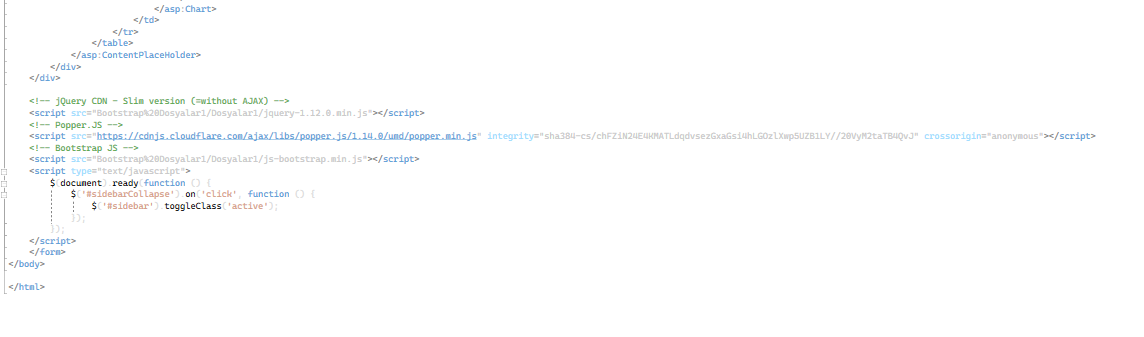 </asp:Chart>
</td>
</tr>
</table>
</asp:ContentPlaceHolder>
</div>
</div>
<!-- jQuery CDN - Slim version (=without AJAX) -->
<script src="Bootstrap%20Dosyalar1/Dosyalar1/jquery-1.12.0.min.js"></script>
<!-- Popper.JS -->
<script src="https://cdnjs.cloudflare.com/ajax/libs/popper.js/1.14.0/umd/popper.min.js" integrity="sha384-cs/chFZiN24E4KMATLdqdvsezGxaGsi4hLGOzlXwp5UZB1LY//20VyM2taTB4QvJ" crossorigin="anonymous"></script>
<!-- Bootstrap JS -->
<script src="Bootstrap%20Dosyalar1/Dosyalar1/js-bootstrap.min.js"></script>
<script type="text/javascript">
$(document).ready(function () {
$('#sidebarCollapse').on('click', function () {
$('#sidebar').toggleClass('active');
});
});
</script>
</form>
</body>
</html>